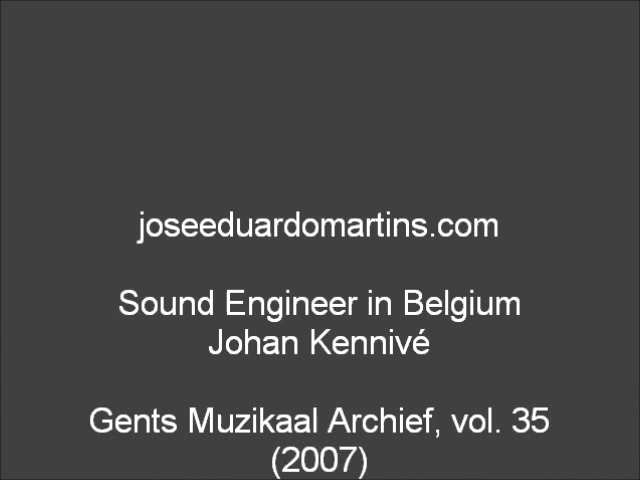 joseeduardomartins.com
Sound Engineer in Belgium
Johan Kennivé
Gents Muzikaal Archief, vol. 35
(2007)